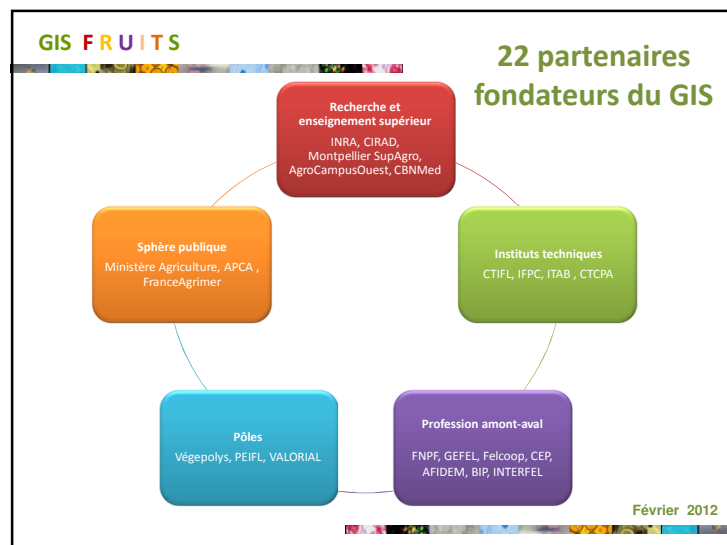 GIS FRUITS
22 partenaires
fondateurs du GIS
Recherche et
enseignement supérieur
INRA, CIRAD,
Montpellier SupAgro,
AgroCampusOuest, CBNMed
Sphère publique
Ministère Agriculture, APCA ,
FranceAgrimer
Instituts techniques
CTIFL, IFPC, ITAB , CTCPA
Pôles
Végepolys, PEIFL, VALORIAL
Profession amont-aval
FNPF, GEFEL, Felcoop, CEP,
AFIDEM, BIP, INTERFEL
Février 2012